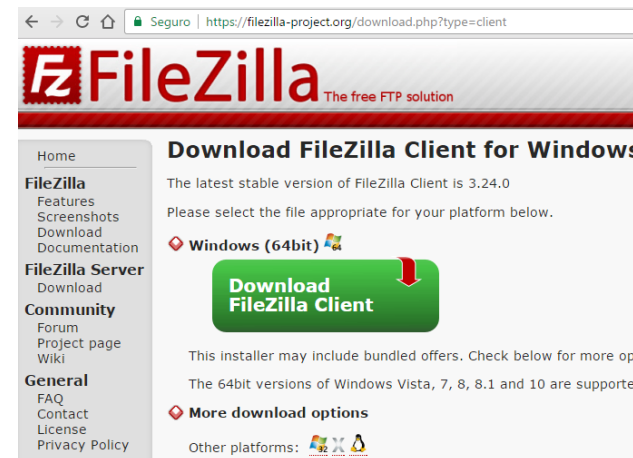 Seguro | https://filezilla-project.org/download.php?type=client
FZ FileZilla The free FTP solution
Home
FileZilla
Features
Screenshots
Download
Documentation
FileZilla Server
Download
Community
Forum
Project page
Wiki
General
FAQ
Contact
License
Privacy Policy
Download FileZilla Client for Windows
The latest stable version of FileZilla Client is 3.24.0
Please select the file appropriate for your platform below.
Windows (64bit) 64
Download
FileZilla Client
This installer may include bundled offers. Check below for more op
The 64bit versions of Windows Vista, 7, 8, 8.1 and 10 are supporte
More download options
Other platforms: 32